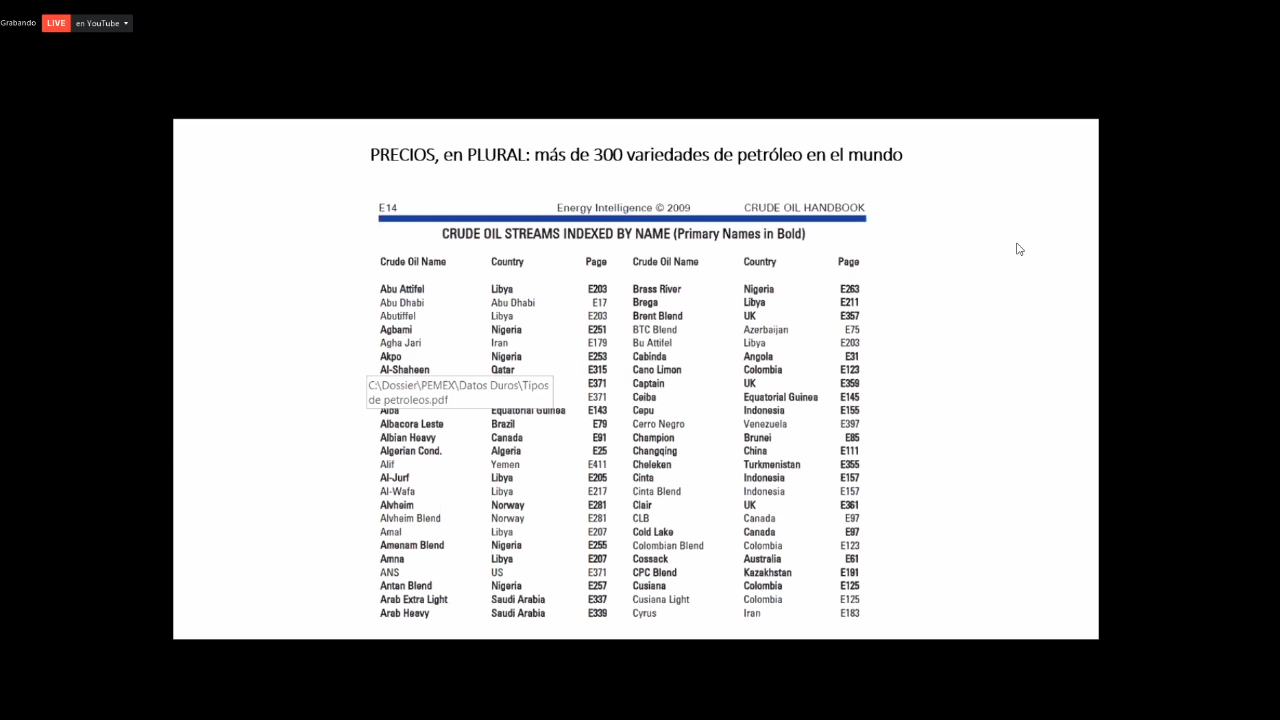 Grabando LIVE en YouTube
PRECIOS, en PLURAL: más de 300 variedades de petróleo en el mundo
E14 Energy Intelligence © 2009 CRUDE OIL HANDBOOK
CRUDE OIL STREAMS INDEXED BY NAME (Primary Names in Bold)
Crude Oil Name Country Page Crude Oil Name Country Page
Abu Attifel Libya E203 Brass River Nigeria E263
Abu Dhabi Abu Dhabi E17 Brega Libya E211
Abutiffel Libya E203 Brent Blend UK E357
Agbami Nigeria E251 BTC Blend Azerbaijan E75
Agha Jari Iran E179 Bu Attifel Libya E203
Akpo Nigeria E253 Cabinda Angola E31
Al-Shaheen Qatar E315 Cano Limon Colombia E123
C:\Dossier\PEMEX\Datos Duros\Tipos
de petroleos.pdf
E371 Captain UK E359
E371 Ceiba Equatorial Guinea E145
Alba Equatorial Guinea E143 Cepu Indonesia E155
Albacora Leste Brazil E79 Cerro Negro Venezuela E397
Albian Heavy Canada E91 Champion Brunei E85
Algerian Cond. Algeria E25 Changqing China E111
Alif Yemen E411 Cheleken Turkmenistan E355
Al-Jurf Libya E205 Cinta Indonesia E157
Al-Wafa Libya E217 Cinta Blend Indonesia E157
Alvheim Norway E281 Clair UK E361
Alvheim Blend Norway E281 CLB Canada E97
Amal Libya E207 Cold Lake Canada E97
Amenam Blend Nigeria E255 Colombian Blend Colombia E123
Amna Libya E207 Cossack Australia E61
ANS US E371 CPC Blend Kazakhstan E191
Antan Blend Nigeria E257 Cusiana Colombia E125
Arab Extra Light Saudi Arabia E337 Cusiana Light Colombia E125
Arab Heavy Saudi Arabia E339 Cyrus Iran E183